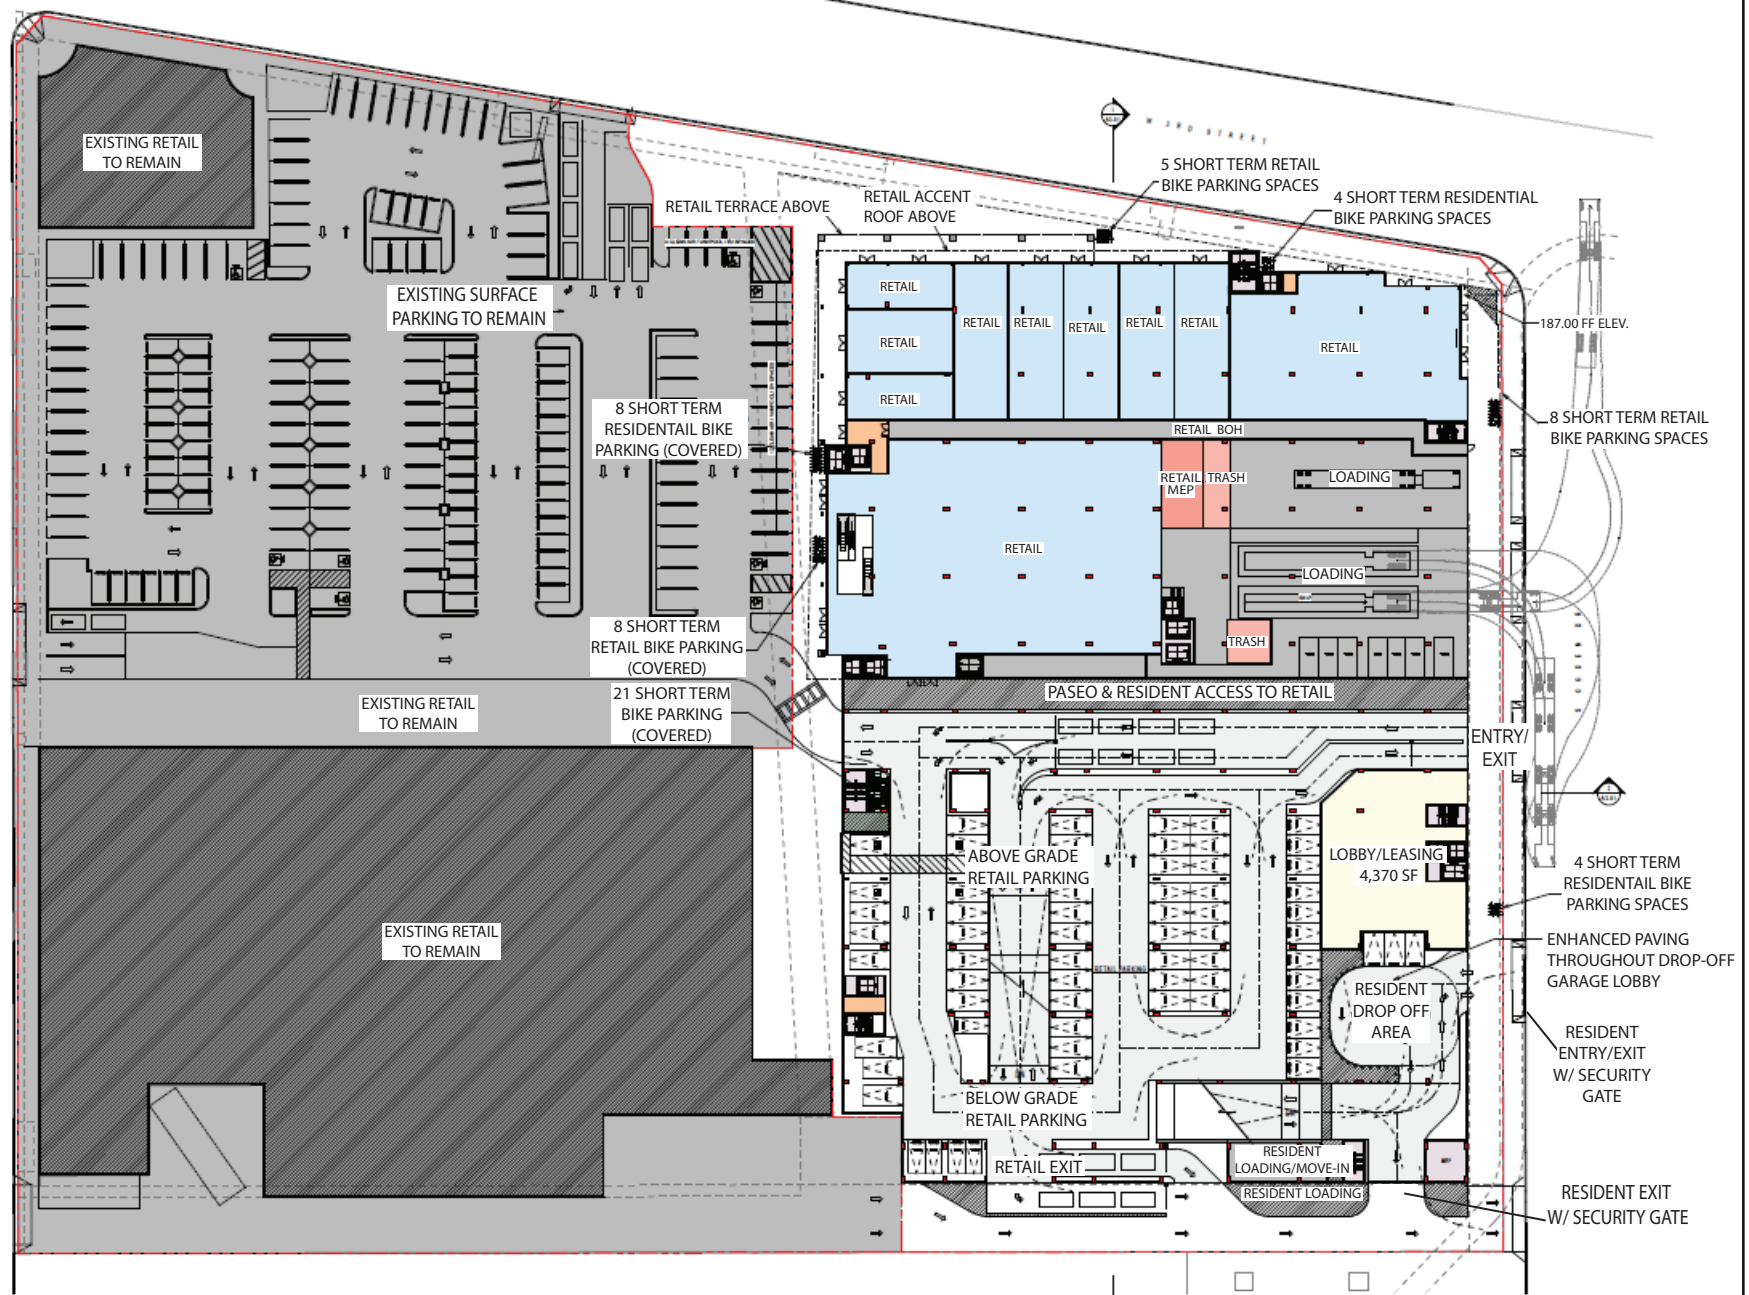 W 3RD STREET
EXISTING RETAIL
TO REMAIN
5 SHORT TERM RETAIL
BIKE PARKING SPACES
4 SHORT TERM RESIDENTIAL
BIKE PARKING SPACES
RETAIL TERRACE ABOVE
RETAIL ACCENT
ROOF ABOVE
EXISTING SURFACE
PARKING TO REMAIN
RETAIL
RETAIL
RETAIL
RETAIL
RETAIL
RETAIL
RETAIL
RETAIL
RETAIL
187.00 FF ELEV.
8 SHORT TERM
RESIDENTAIL BIKE
PARKING (COVERED)
8 SHORT TERM RETAIL
BIKE PARKING SPACES
RETAIL BOH
RETAIL
MEP
TRASH
LOADING
RETAIL
LOADING
TRASH
8 SHORT TERM
RETAIL BIKE PARKING
(COVERED)
PASEO & RESIDENT ACCESS TO RETAIL
21 SHORT TERM
BIKE PARKING
(COVERED)
EXISTING RETAIL
TO REMAIN
ENTRY/
EXIT
ABOVE GRADE
RETAIL PARKING
LOBBY/LEASING
4,370 SF
4 SHORT TERM
RESIDENTAIL BIKE
PARKING SPACES
EXISTING RETAIL
TO REMAIN
RETAIL PARKING
ENHANCED PAVING
THROUGHOUT DROP-OFF
GARAGE LOBBY
RESIDENT
DROP OFF
AREA
RESIDENT
ENTRY/EXIT
W/ SECURITY
GATE
BELOW GRADE
RETAIL PARKING
RETAIL EXIT
RESIDENT
LOADING/MOVE-IN
RESIDENT LOADING
RESIDENT EXIT
W/ SECURITY GATE